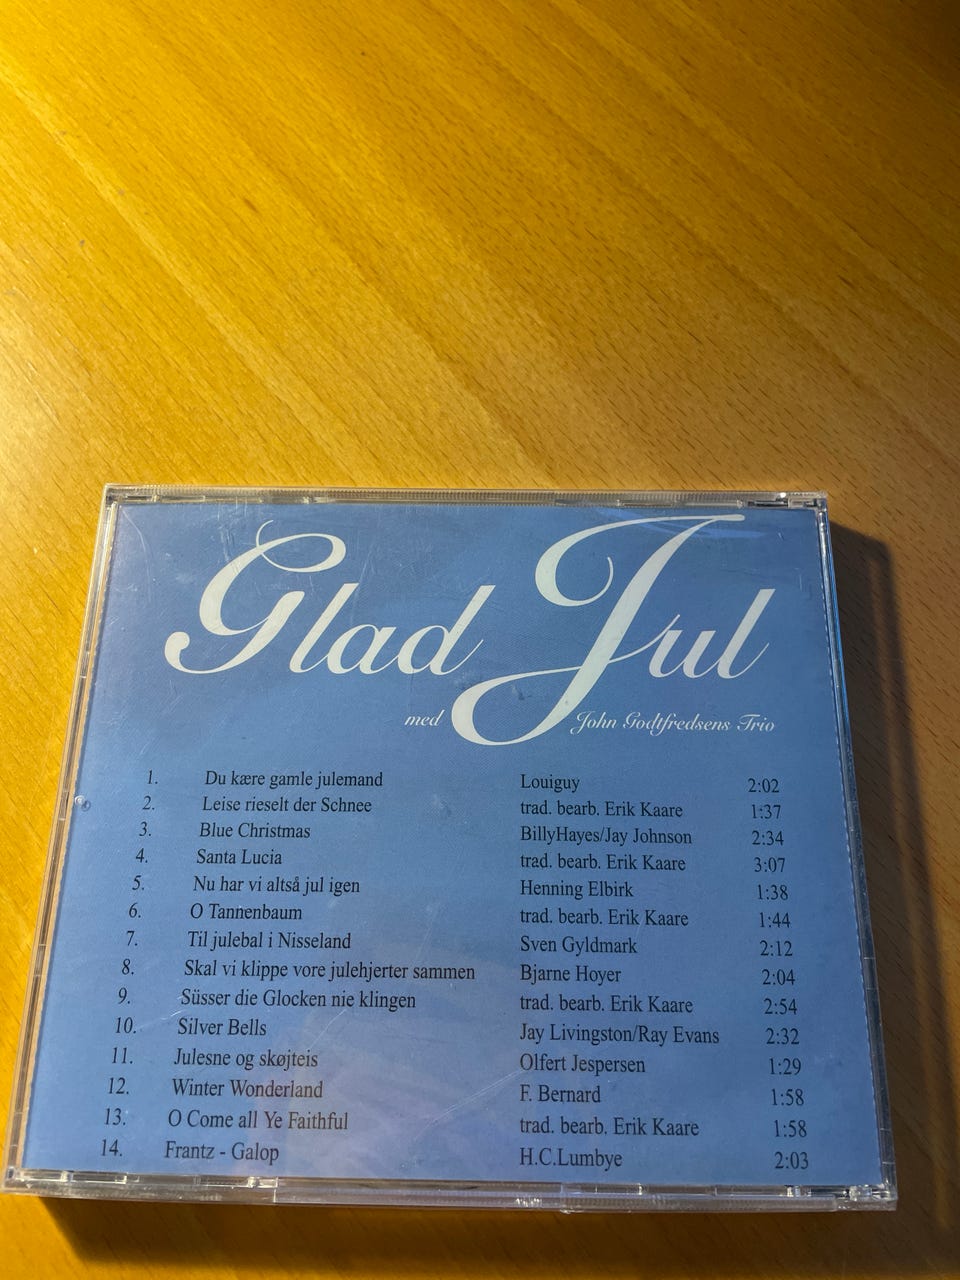 Glad Jul
med John Godtfredsens Trio
1. Du kære gamle julemand Louiguy 2:02
2. Leise rieselt der Schnee trad. bearb. Erik Kaare 1:37
3. Blue Christmas BillyHayes/Jay Johnson 2:34
4. Santa Lucia trad. bearb. Erik Kaare 3:07
5. Nu har vi altså jul igen Henning Elbirk 1:38
6. O Tannenbaum trad. bearb. Erik Kaare 1:44
7. Til julebal i Nisseland Sven Gyldmark 2:12
8. Skal vi klippe vore julehjerter sammen Bjarne Hoyer 2:04
9. Süsser die Glocken nie klingen trad. bearb. Erik Kaare 2:54
10. Silver Bells Jay Livingston/Ray Evans 2:32
11. Julesne og skøjteis Olfert Jespersen 1:29
12. Winter Wonderland F. Bernard 1:58
13. O Come all Ye Faithful trad. bearb. Erik Kaare 1:58
14. Frantz - Galop H.C.Lumbye 2:03